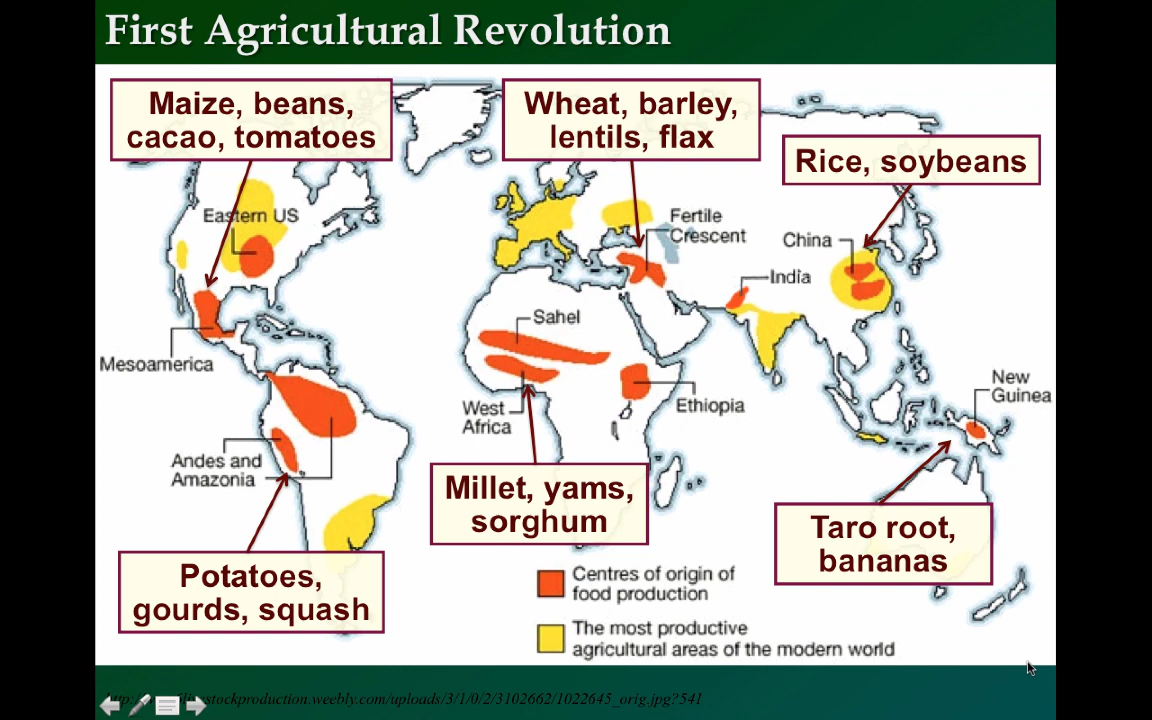 First Agricultural Revolution
Maize, beans,
cacao, tomatoes
Wheat, barley,
lentils, flax
Rice, soybeans
Eastern US
Fertile
Crescent
China
India
Sahel
Mesoamerica
New
Guinea
West
Africa
Ethiopia
Andes and
Amazonia
Millet, yams,
sorghum
Taro root,
bananas
Potatoes,
gourds, squash
Centres of origin of
food production
The most productive
agricultural areas of the modern world
stockproduction.weebly.com/uploads/3/1/0/2/3102662/1022645_orig.jpg?541